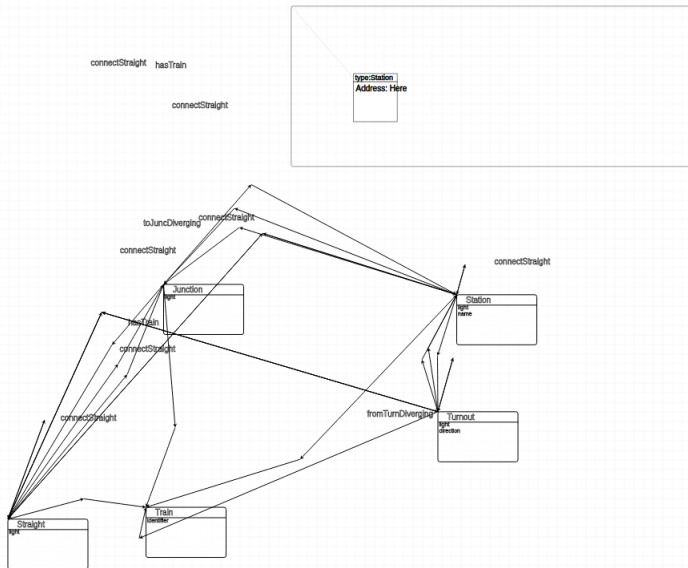 connectStraight
hasTrain
type:Station
Address: Here
connectStraight
toJuncDiverging
connectStraight
connectStraight
connectStraight
Junction
light
Station
light
name
hasTrain
connectStraight
fromTurnDiverging
connectStraight
Turnout
light
direction
Train
identifier
Straight
light